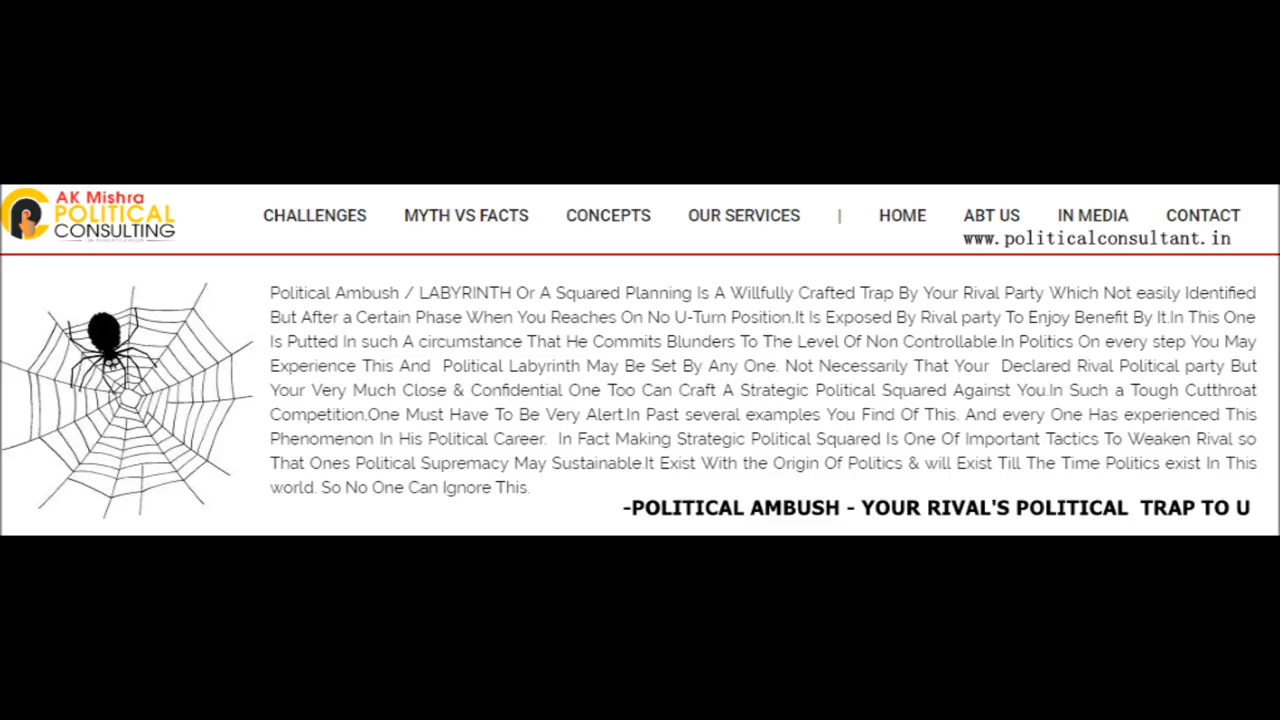 AK Mishra
POLITICAL
CONSULTING
CHALLENGES MYTH VS FACTS CONCEPTS OUR SERVICES | HOME ABT US IN MEDIA CONTACT
www.politicalconsultant.in
Political Ambush / LABYRINTH Or A Squared Planning Is A Willfully Crafted Trap By Your Rival Party Which Not easily Identified
But After a Certain Phase When You Reaches On No U-Turn Position.It Is Exposed By Rival party To Enjoy Benefit By It.In This One
Is Putted In such A circumstance That He Commits Blunders To The Level Of Non Controllable.In Politics On every step You May
Experience This And Political Labyrinth May Be Set By Any One. Not Necessarily That Your Declared Rival Political party But
Your Very Much Close & Confidential One Too Can Craft A Strategic Political Squared Against You.In Such a Tough Cutthroat
Competition.One Must Have To Be Very Alert.In Past several examples You Find Of This. And every One Has experienced This
Phenomenon In His Political Career. In Fact Making Strategic Political Squared Is One Of Important Tactics To Weaken Rival so
That Ones Political Supremacy May Sustainable.It Exist With the Origin Of Politics & will Exist Till The Time Politics exist In This
world. So No One Can Ignore This.
-POLITICAL AMBUSH - YOUR RIVAL'S POLITICAL TRAP TO U